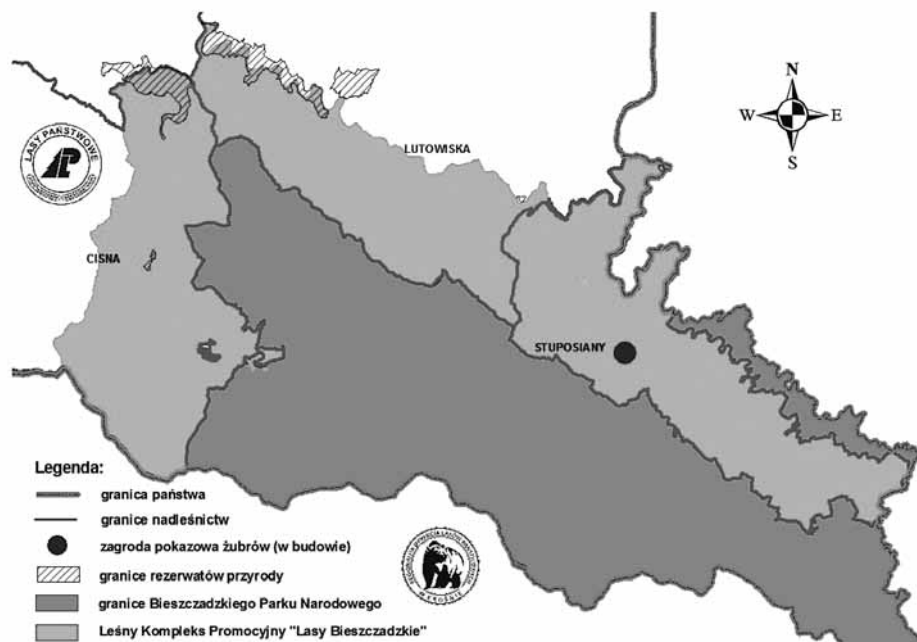 N
W E
S
LASY PAŃSTWOWE
LUTOWISKA
CISNA
STUPOSIANY
Legenda:
granica państwa
granice nadleśnictw
zagroda pokazowa żubrów (w budowie)
granice rezerwatów przyrody
granice Bieszczadzkiego Parku Narodowego
Leśny Kompleks Promocyjny "Lasy Bieszczadzkie"